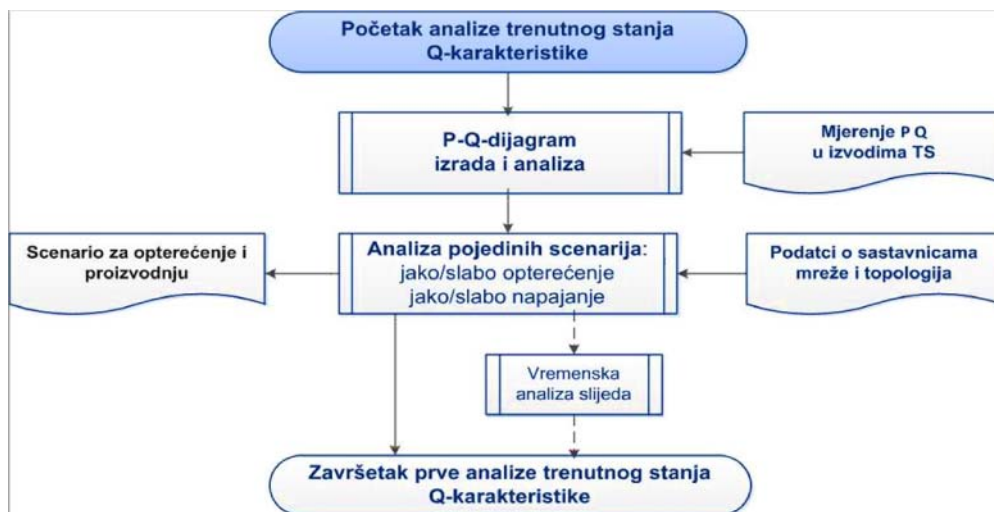 Početak analize trenutnog stanja
Q-karakteristike
P-Q-dijagram
izrada i analiza
Mjerenje P Q
u izvodima TS
Scenario za opterećenje i
proizvodnju
Analiza pojedinih scenarija:
jako/slabo opterećenje
jako/slabo napajanje
Podatci o sastavnicama
mreže i topologija
Vremenska
analiza slijeda
Završetak prve analize trenutnog stanja
Q-karakteristike